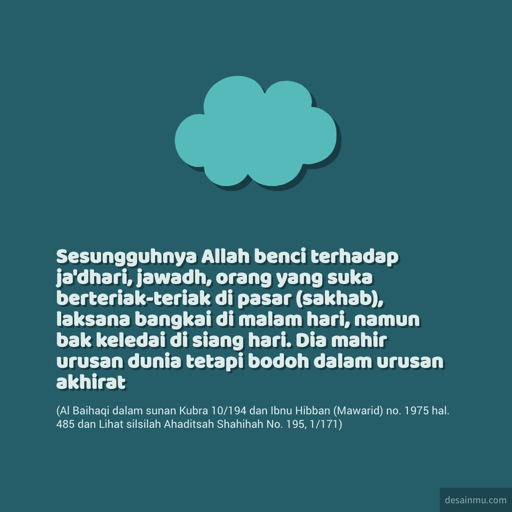 Sesungguhnya Allah benci terhadap
ja'dhari, jawadh, orang yang suka
berteriak-teriak di pasar (sakhab),
laksana bangkai di malam hari, namun
bak keledai di siang hari. Dia mahir
urusan dunia tetapi bodoh dalam urusan
akhirat
(Al Baihaqi dalam sunan Kubra 10/194 dan Ibnu Hibban (Mawarid) no. 1975 hal.
485 dan Lihat silsilah Ahaditsah Shahihah No. 195, 1/171)
desainmu.com